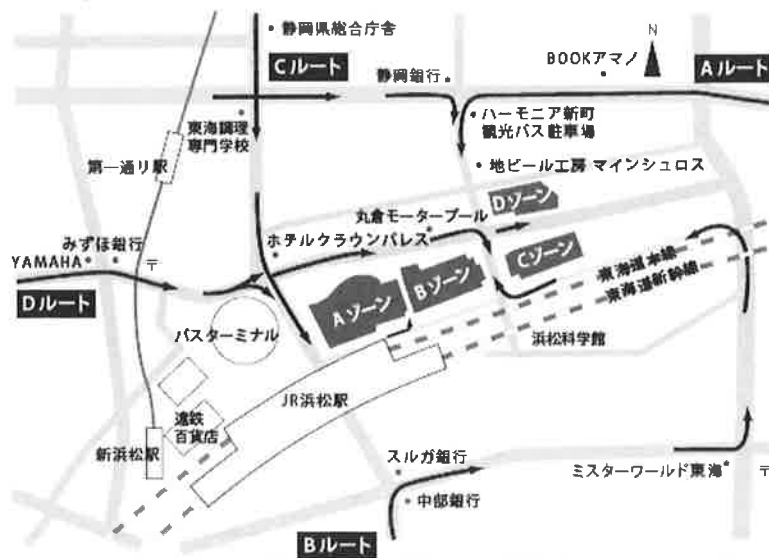 静岡県総合庁舎
Cルート
静岡銀行
BOOKアマノ
N
Aルート
東海調理
専門学校
ハーモニア新町
観光バス駐車場
第一通り駅
地ビール工房 マインシュロス
Dゾーン
丸倉モータープール
みずほ銀行
ホテルクラウンパレス
YAMAHA
〒
Cゾーン
東海道本線
東海道新幹線
Dルート
Aゾーン
Bゾーン
バスターミナル
浜松科学館
JR浜松駅
遠鉄
百貨店
新浜松駅
スルガ銀行
ミスターワールド東海
〒
中部銀行
Bルート